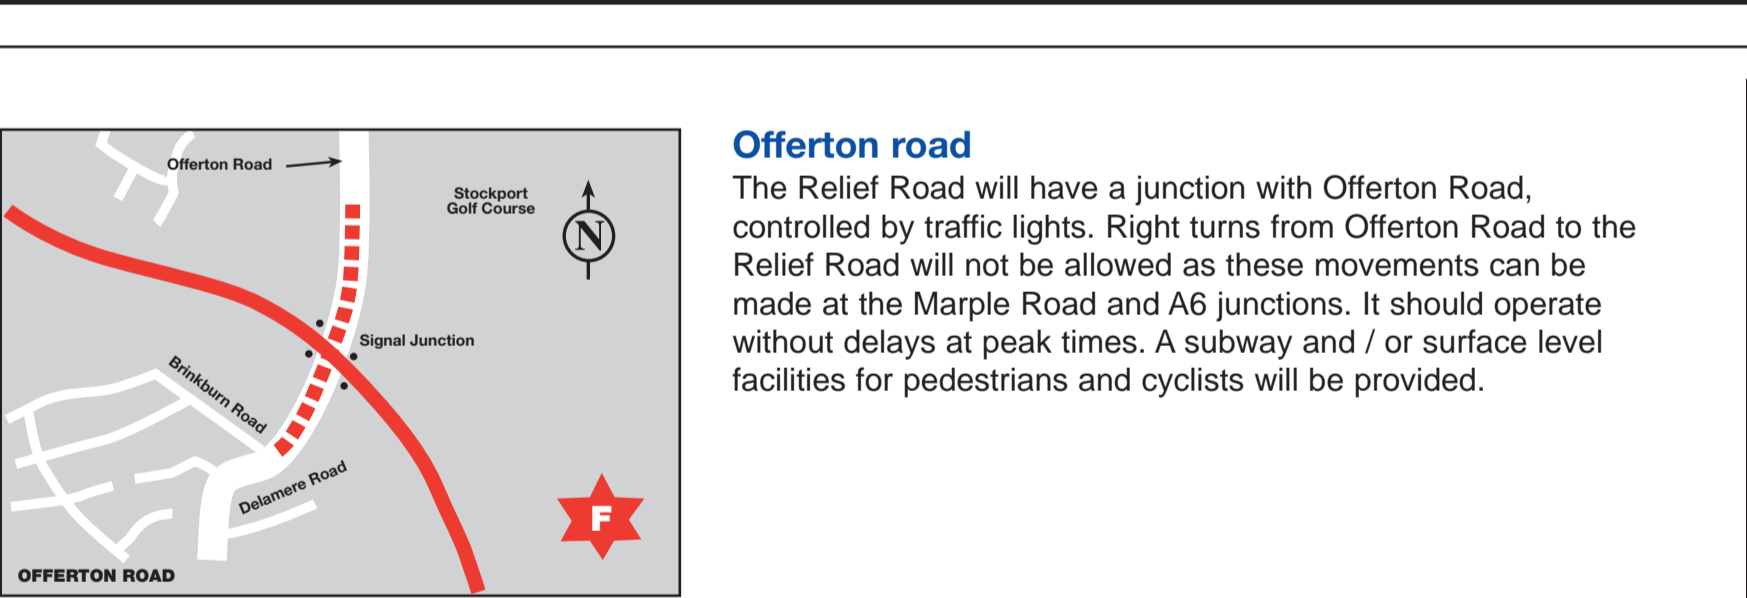 Offerton Road
Stockport
Golf Course
N
Signal Junction
Brinkburn Road
Delamere Road
F
OFFERTON ROAD
Offerton road
The Relief Road will have a junction with Offerton Road,
controlled by traffic lights. Right turns from Offerton Road to the
Relief Road will not be allowed as these movements can be
made at the Marple Road and A6 junctions. It should operate
without delays at peak times. A subway and / or surface level
facilities for pedestrians and cyclists will be provided.